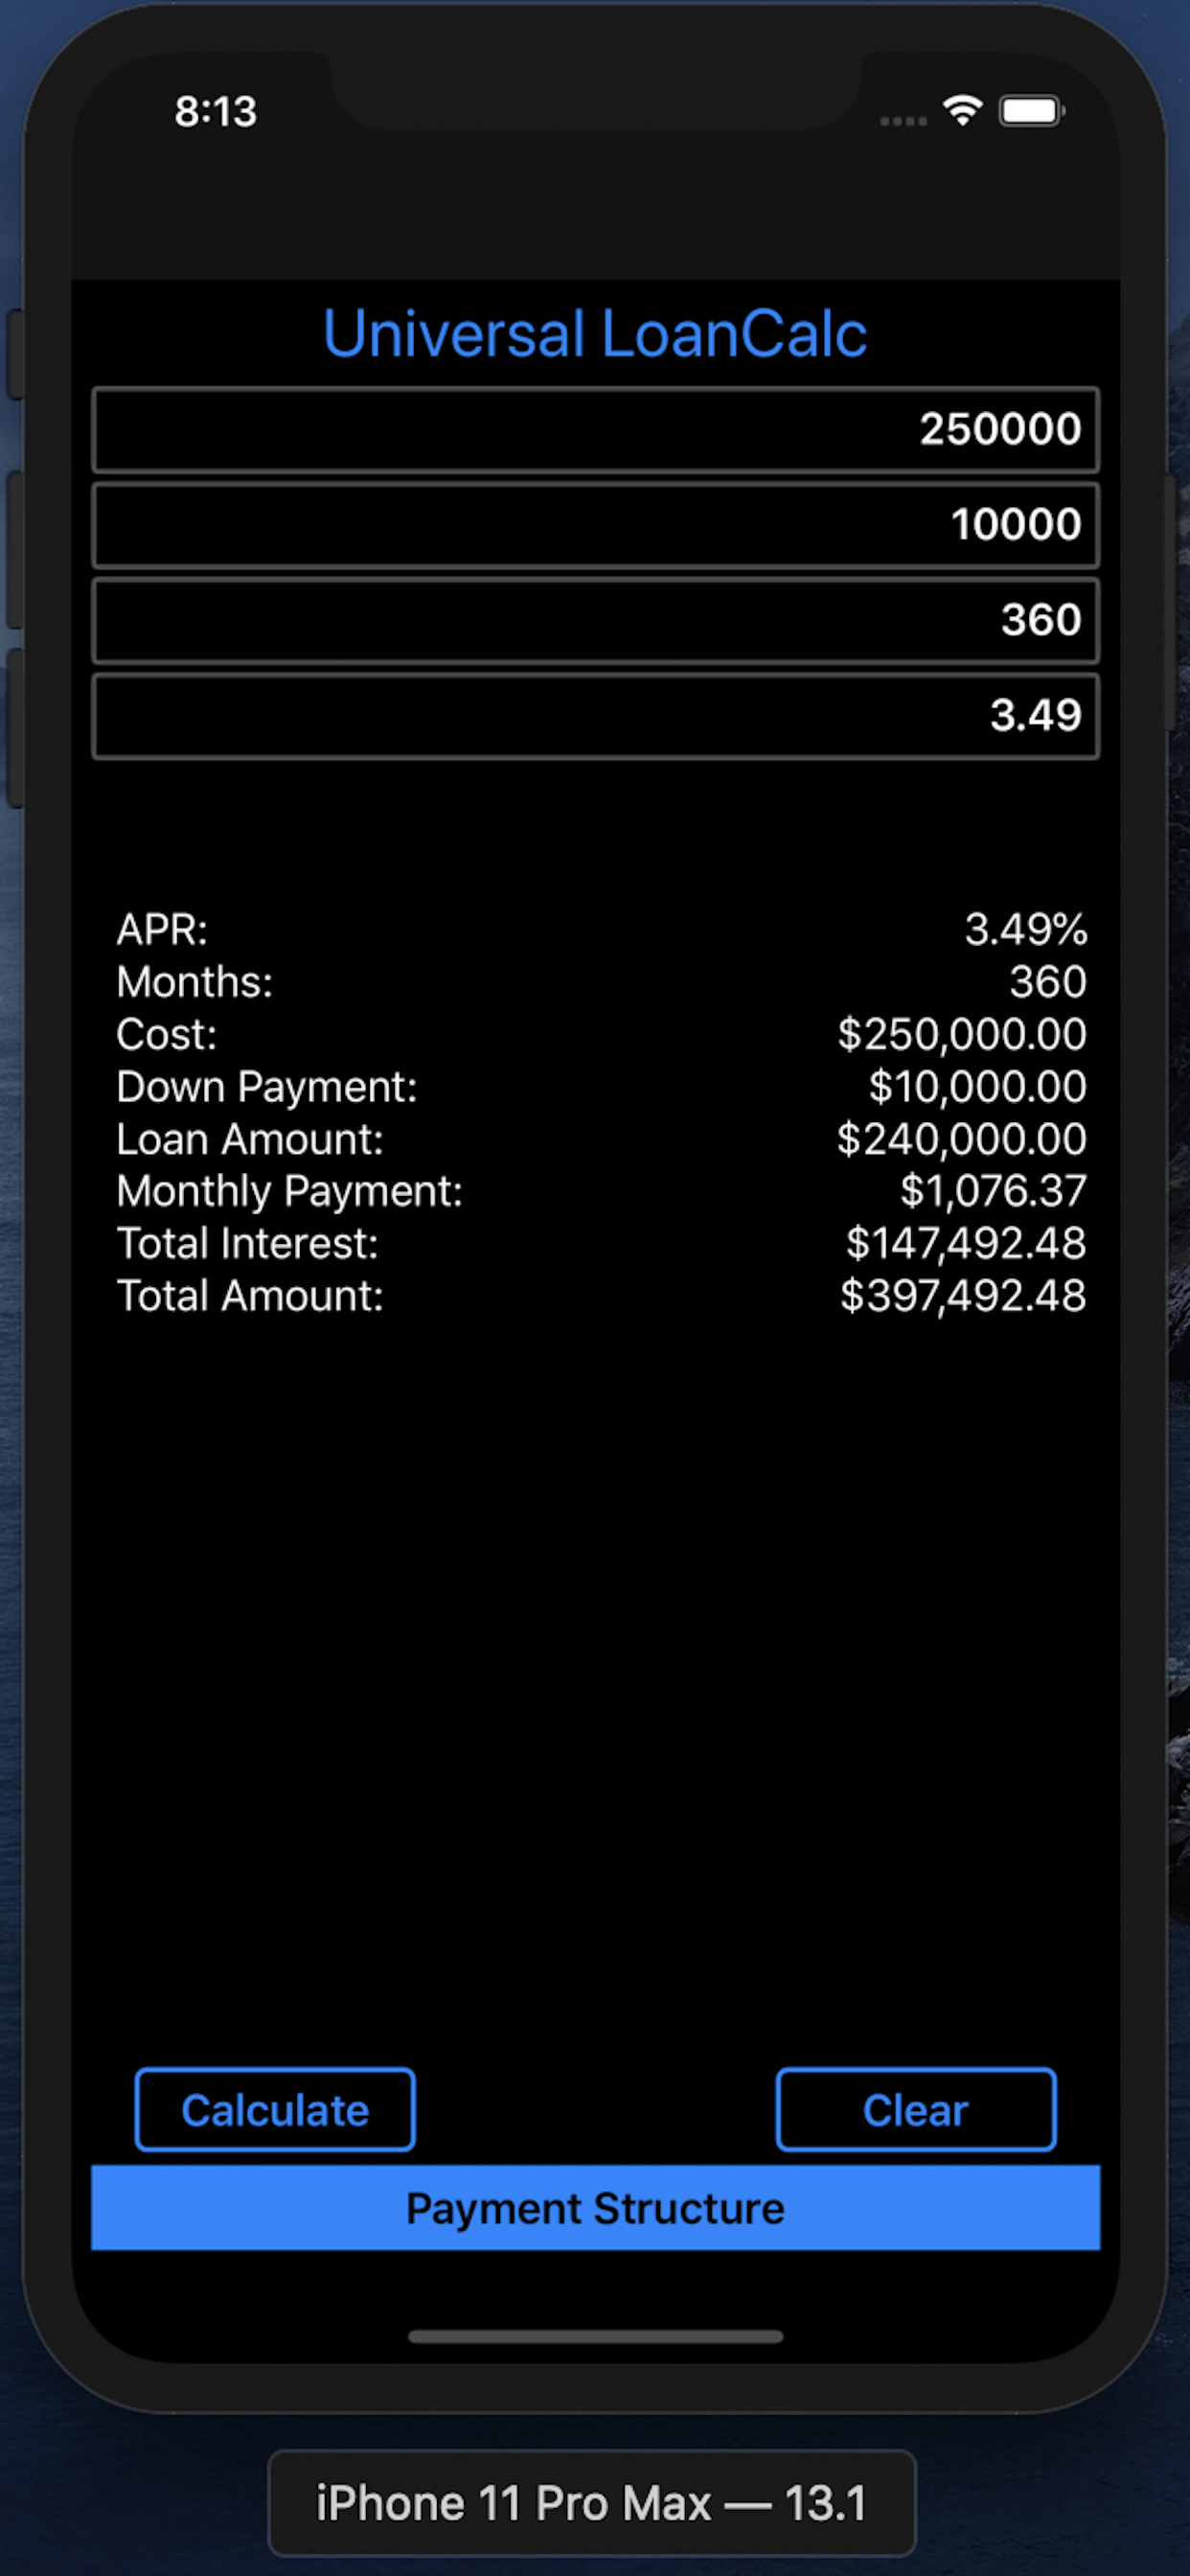 8:13
Universal LoanCalc
250000
10000
360
3.49
APR: 3.49%
Months: 360
Cost: $250,000.00
Down Payment: $10,000.00
Loan Amount: $240,000.00
Monthly Payment: $1,076.37
Total Interest: $147,492.48
Total Amount: $397,492.48
Calculate Clear
Payment Structure
iPhone 11 Pro Max — 13.1